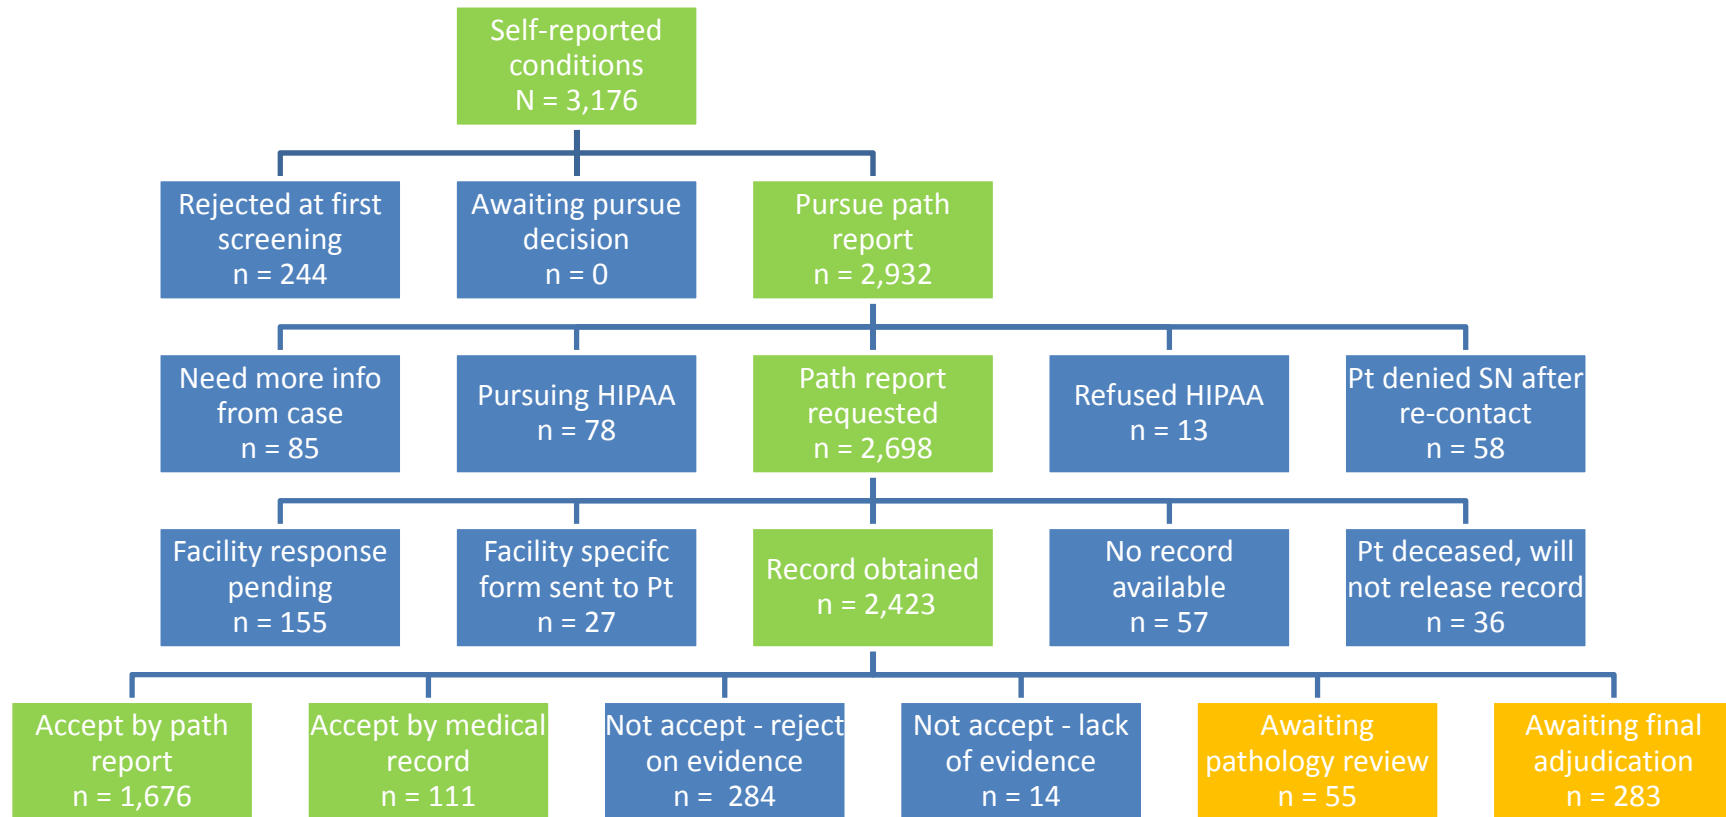 Self-reported
conditions
N = 3,176
Rejected at first
screening
n = 244
Awaiting pursue
decision
n = 0
Pursue path
report
n = 2,932
Need more info
from case
n = 85
Pursuing HIPAA
n = 78
Path report
requested
n = 2,698
Refused HIPAA
n = 13
Pt denied SN after
re-contact
n = 58
Facility response
pending
n = 155
Facility specifc
form sent to Pt
n = 27
Record obtained
n = 2,423
No record
available
n = 57
Pt deceased, will
not release record
n = 36
Accept by path
report
n = 1,676
Accept by medical
record
n = 111
Not accept - reject
on evidence
n =  284
Not accept - lack
of evidence
n = 14
Awaiting
pathology review
n = 55
Awaiting final
adjudication
n = 283